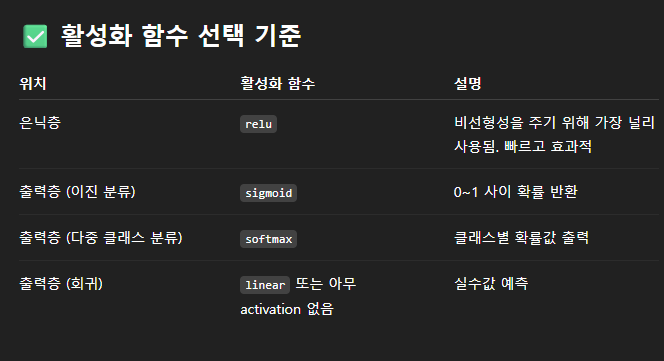 ✅ 활성화 함수 선택 기준
위치 활성화 함수 설명
은닉층 relu 비선형성을 주기 위해 가장 널리
사용됨. 빠르고 효과적
출력층 (이진 분류) sigmoid 0~1 사이 확률 반환
출력층 (다중 클래스 분류) softmax 클래스별 확률값 출력
출력층 (회귀) linear 또는 아무 실수값 예측
activation 없음